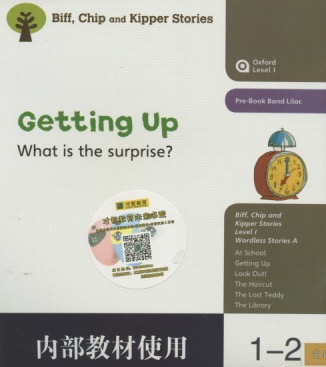 Biff, Chip and Kipper Stories
Oxford
Level 1
Pre-Book Band Lilac
Getting Up
What is the surprise?
Biff, Chip and
Kipper Stories
Level 1
Wordless Stories A
At School
Getting Up
Look Out!
The Haircut
The Lost Teddy
The Library
内部教材使用
1-2